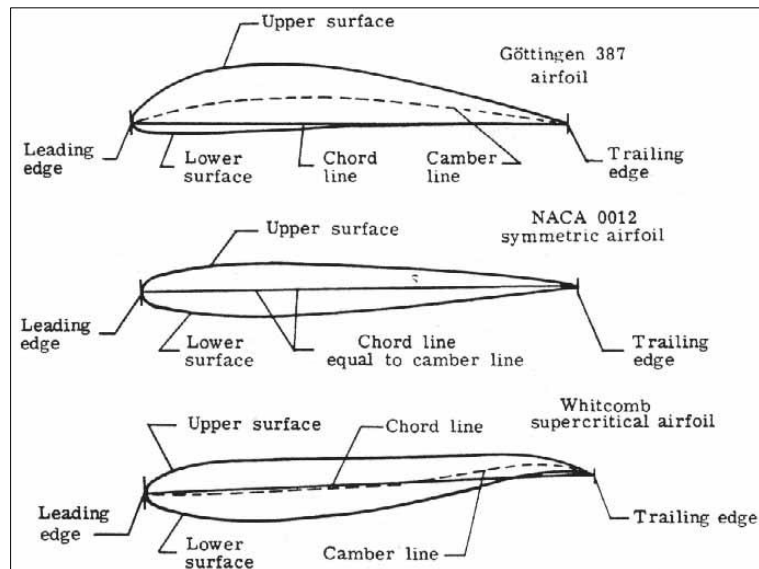 Upper surface
Göttingen 387
airfoil
Leading
edge
Lower
surface
Chord
line
Camber
line
Trailing
edge
NACA 0012
symmetric airfoil
Upper surface
Leading
edge
Lower
surface
Chord line
equal to camber line
Trailing
edge
Whitcomb
supercritical airfoil
Upper surface
Chord line
Leading
edge
Lower
surface
Camber line
Trailing edge